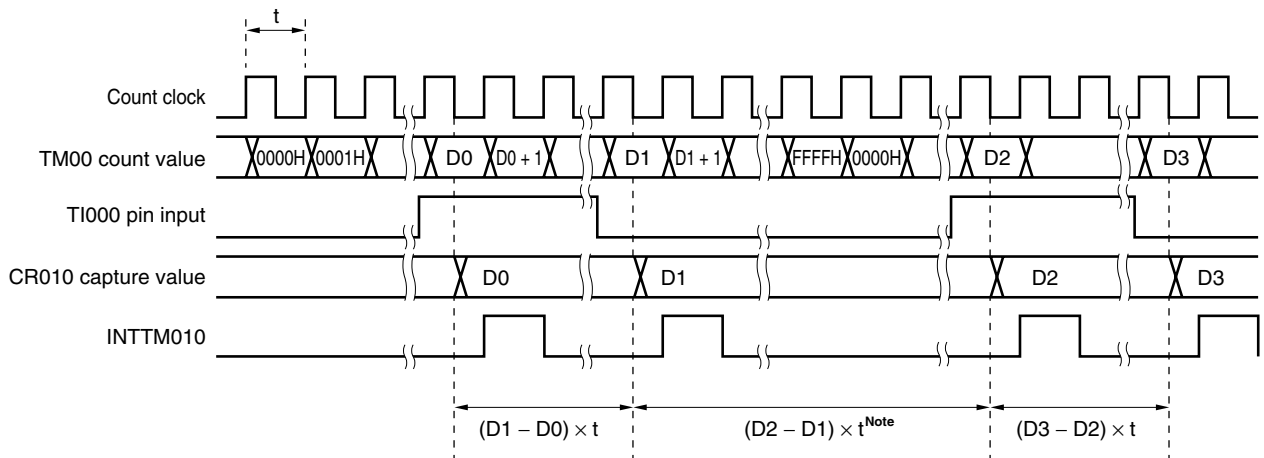 t
Count clock
TM00 count value 0000H 0001H D0 D0 + 1 D1 D1 + 1 FFFFH 0000H D2 D3
TI000 pin input
CR010 capture value D0 D1 D2 D3
INTTM010
(D1 − D0) × t (D2 − D1) × t Note (D3 − D2) × t